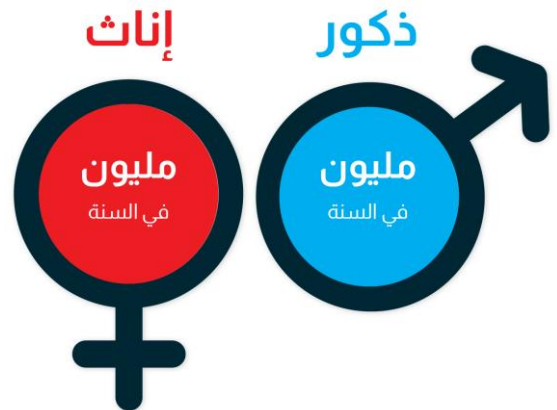 ذكور
إناث
مليون
في السنة
مليون
في السنة